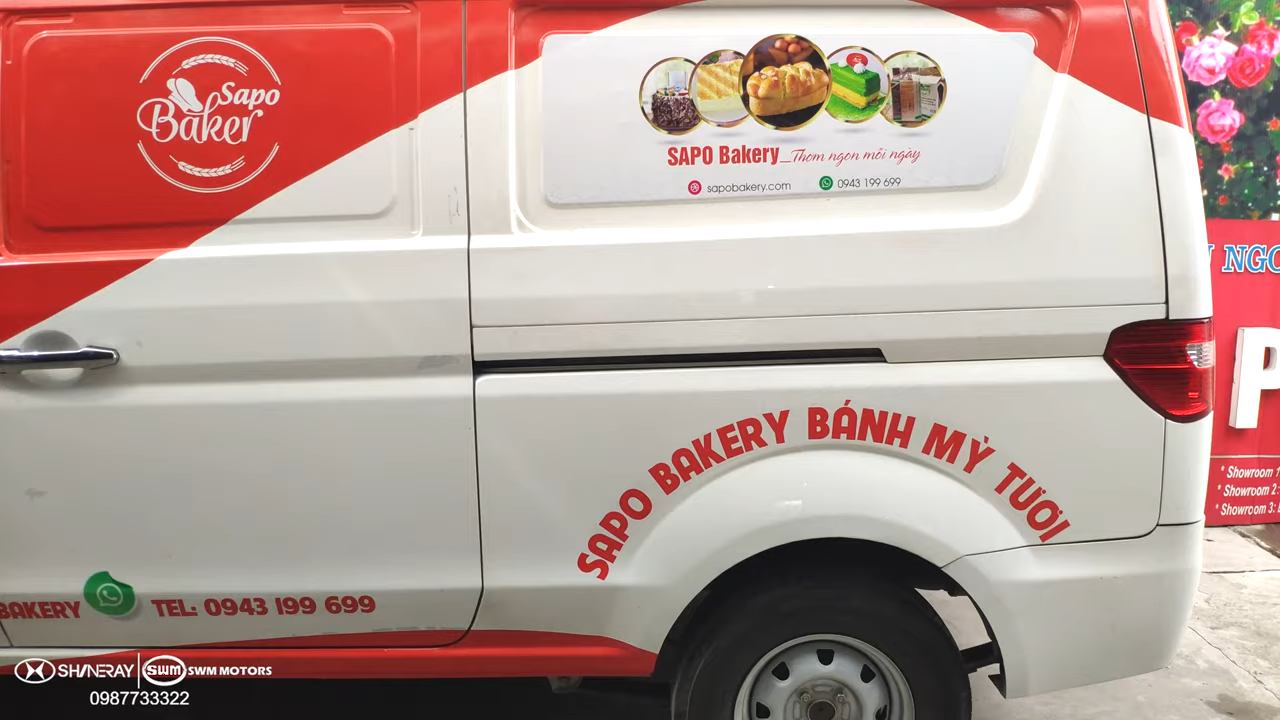 Sapo
Baker
SAPO Bakery_Thơm ngon mỗi ngày
sapobakery.com 0943 199 699
SAPO BAKERY BÁNH MỲ TƯƠI
BAKERY TEL: 0943 199 699
NGO
P
* Showroom 1
* Showroom 2:
* Showroom 3:
SHINERAY SWM SWM MOTORS
0987733322